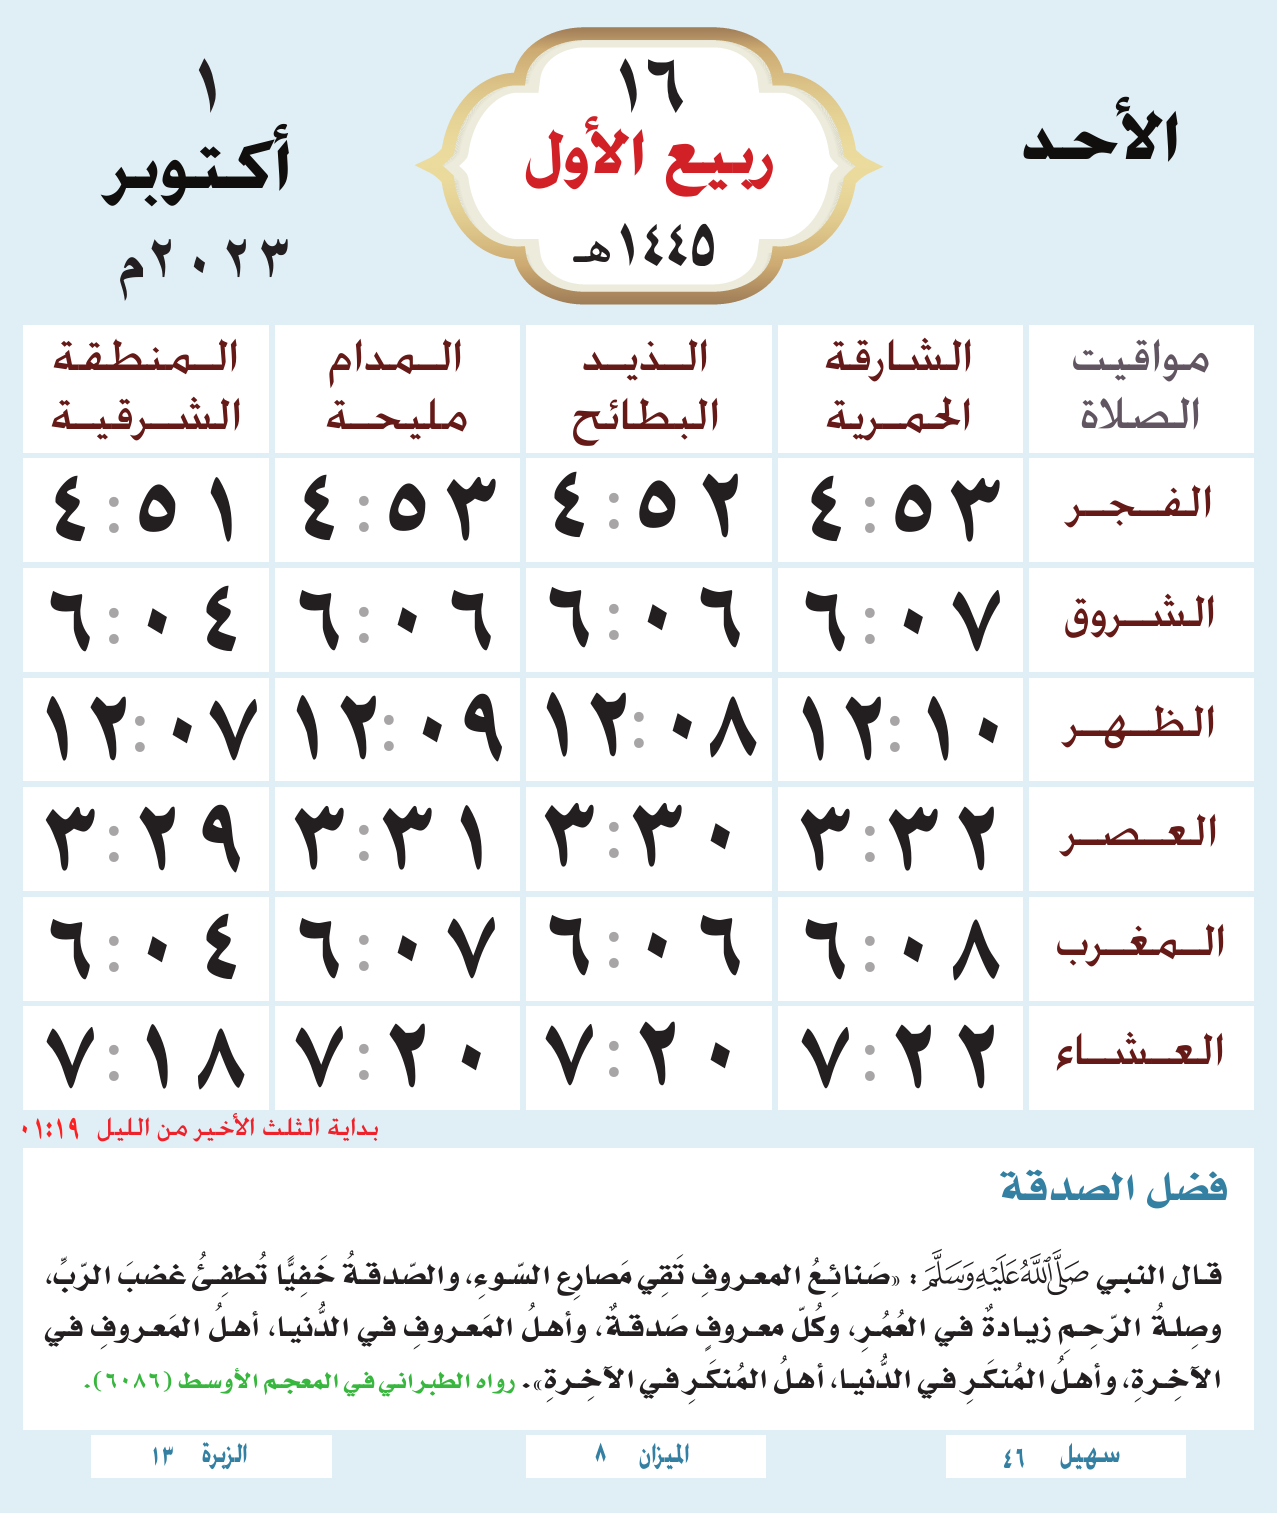 الأحد
١٦
ربيع الأول
١٤٤٥هـ
١
أكتوبر
٢٠٢٣م
مواقيت الصلاة
الشارقة الحمرية
الذيد البطائح
المدام مليحة
المنطقة الشرقية
الفجر ٤:٥٣ ٤:٥٢ ٤:٥٣ ٤:٥١
الشروق ٦:٠٧ ٦:٠٦ ٦:٠٦ ٦:٠٤
الظهر ١٢:١٠ ١٢:٠٨ ١٢:٠٩ ١٢:٠٧
العصر ٣:٣٢ ٣:٣٠ ٣:٣١ ٣:٢٩
المغرب ٦:٠٨ ٦:٠٦ ٦:٠٧ ٦:٠٤
العشاء ٧:٢٢ ٧:٢٠ ٧:٢٠ ٧:١٨
بداية الثلث الأخير من الليل ٠١:١٩
فضل الصدقة
قال النبي صَلَّى اللَّهُ عَلَيْهِ وَسَلَّمَ : «صَنائِعُ المعروفِ تَقِي مَصارِع السّوءِ، والصّدقةُ خَفِيًّا تُطفِئُ غضبَ الرّبِّ،
وصِلةُ الرّحِمِ زيادةٌ في العُمُرِ، وكُلّ معروفٍ صَدقةٌ، وأهلُ المَعروفِ في الدُّنيا، أهلُ المَعروفِ في
الآخِرةِ، وأهلُ المُنكَرِ في الدُّنيا، أهلُ المُنكَرِ في الآخِرةِ». رواه الطبراني في المعجم الأوسط (٦٠٨٦).
سهيل ٤٦
الميزان ٨
الزبرة ١٣